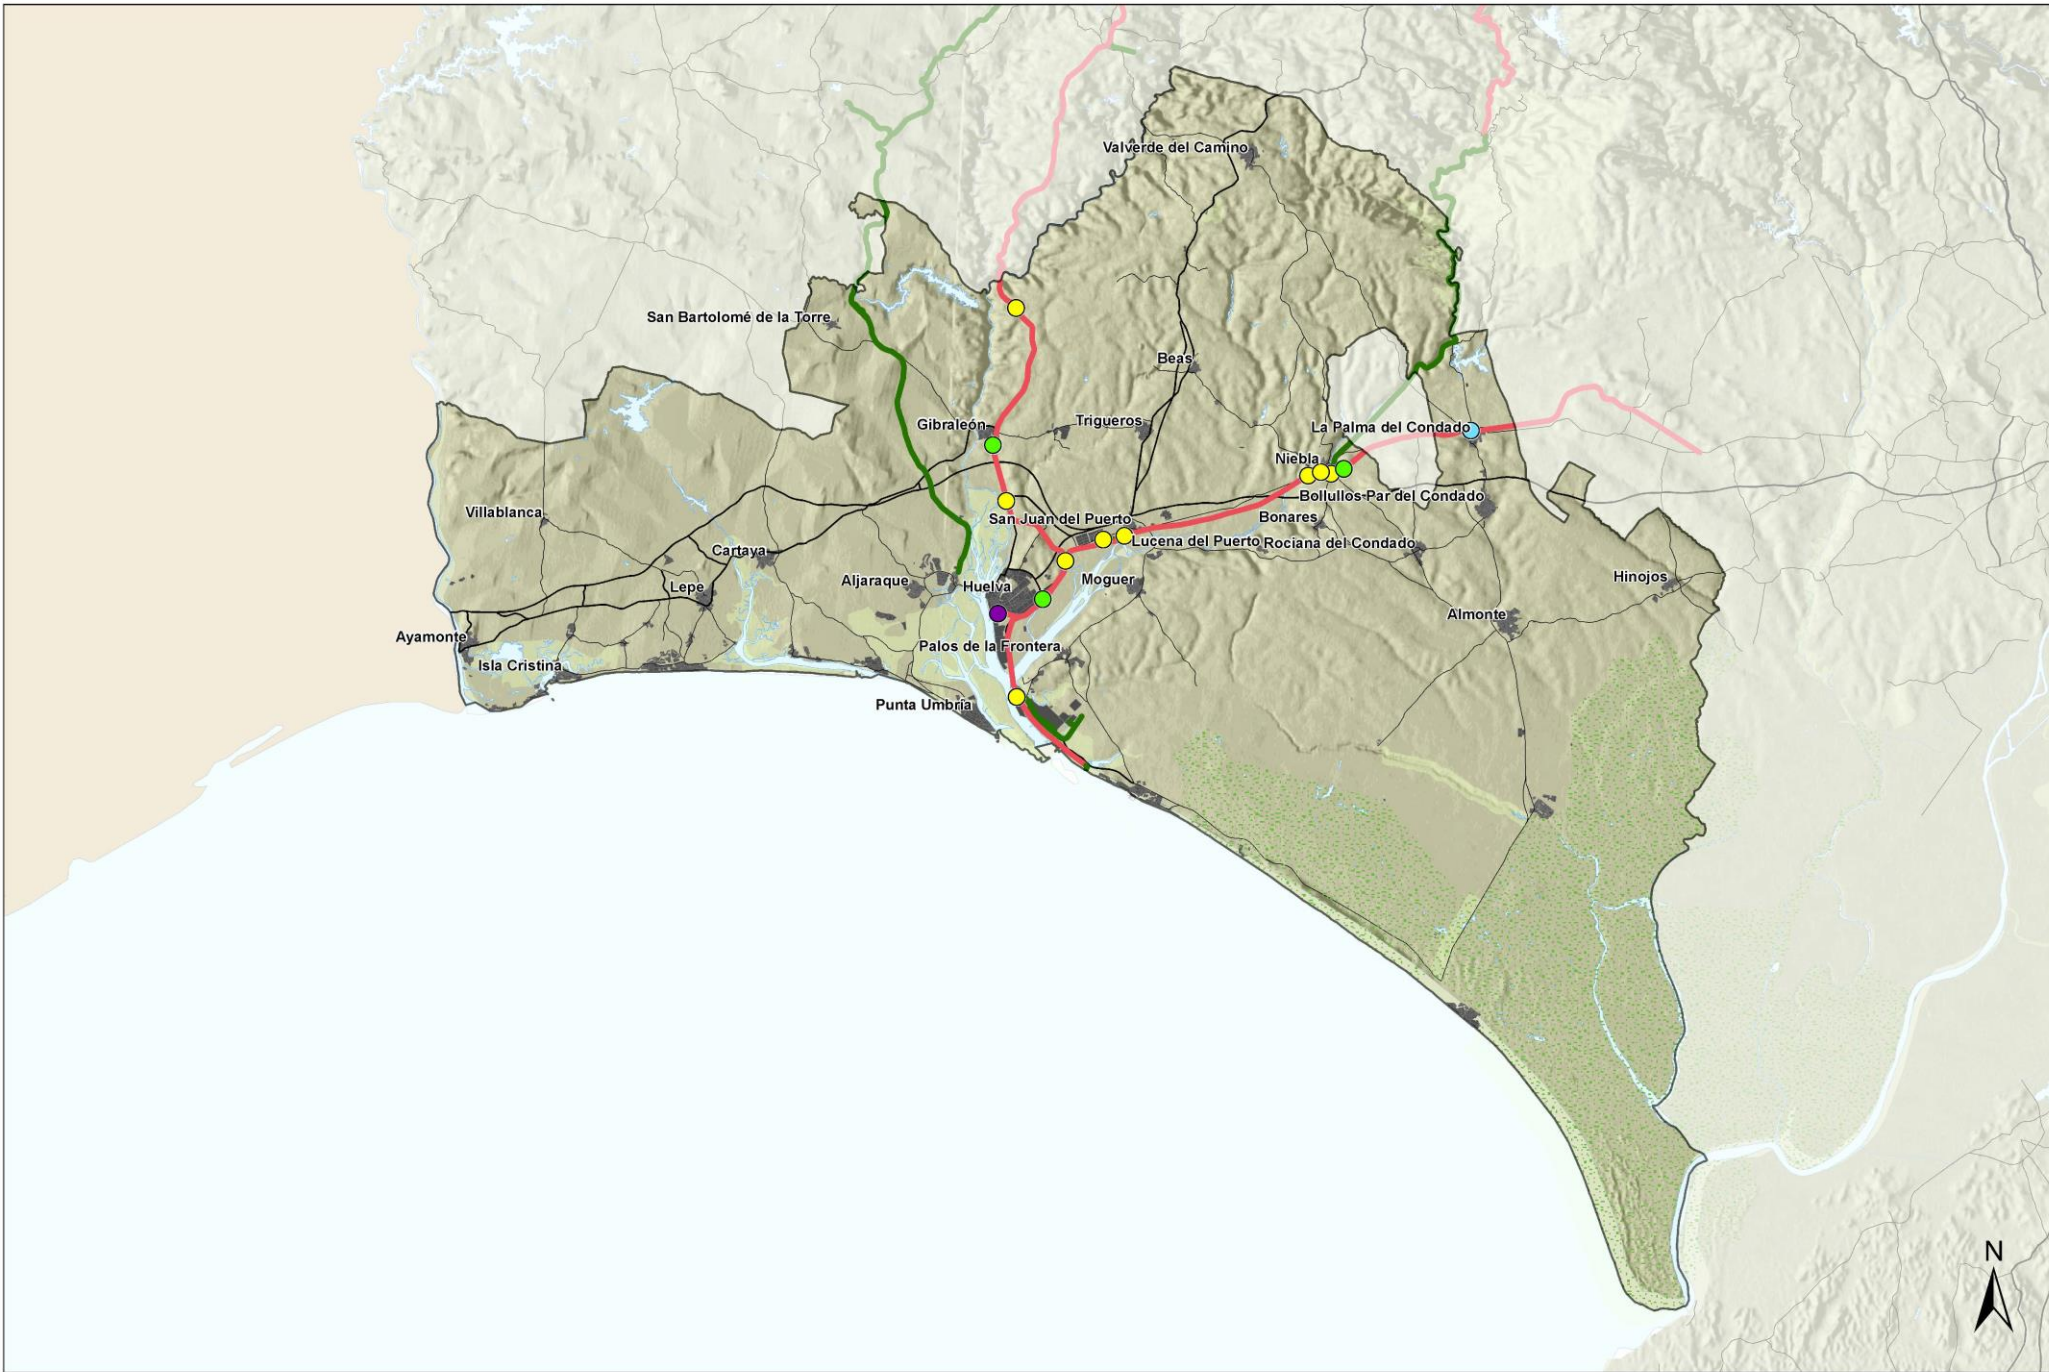 Valverde del Camino
San Bartolomé de la Torre
Beas
Gibraleón
Trigueros
La Palma del Condado
Niebla
Bollullos Par del Condado
Villablanca
San Juan del Puerto
Bonares
Lucena del Puerto
Rociana del Condado
Cartaya
Aljaraque
Huelva
Moguer
Hinojos
Lepe
Almonte
Ayamonte
Palos de la Frontera
Isla Cristina
Punta Umbría
N